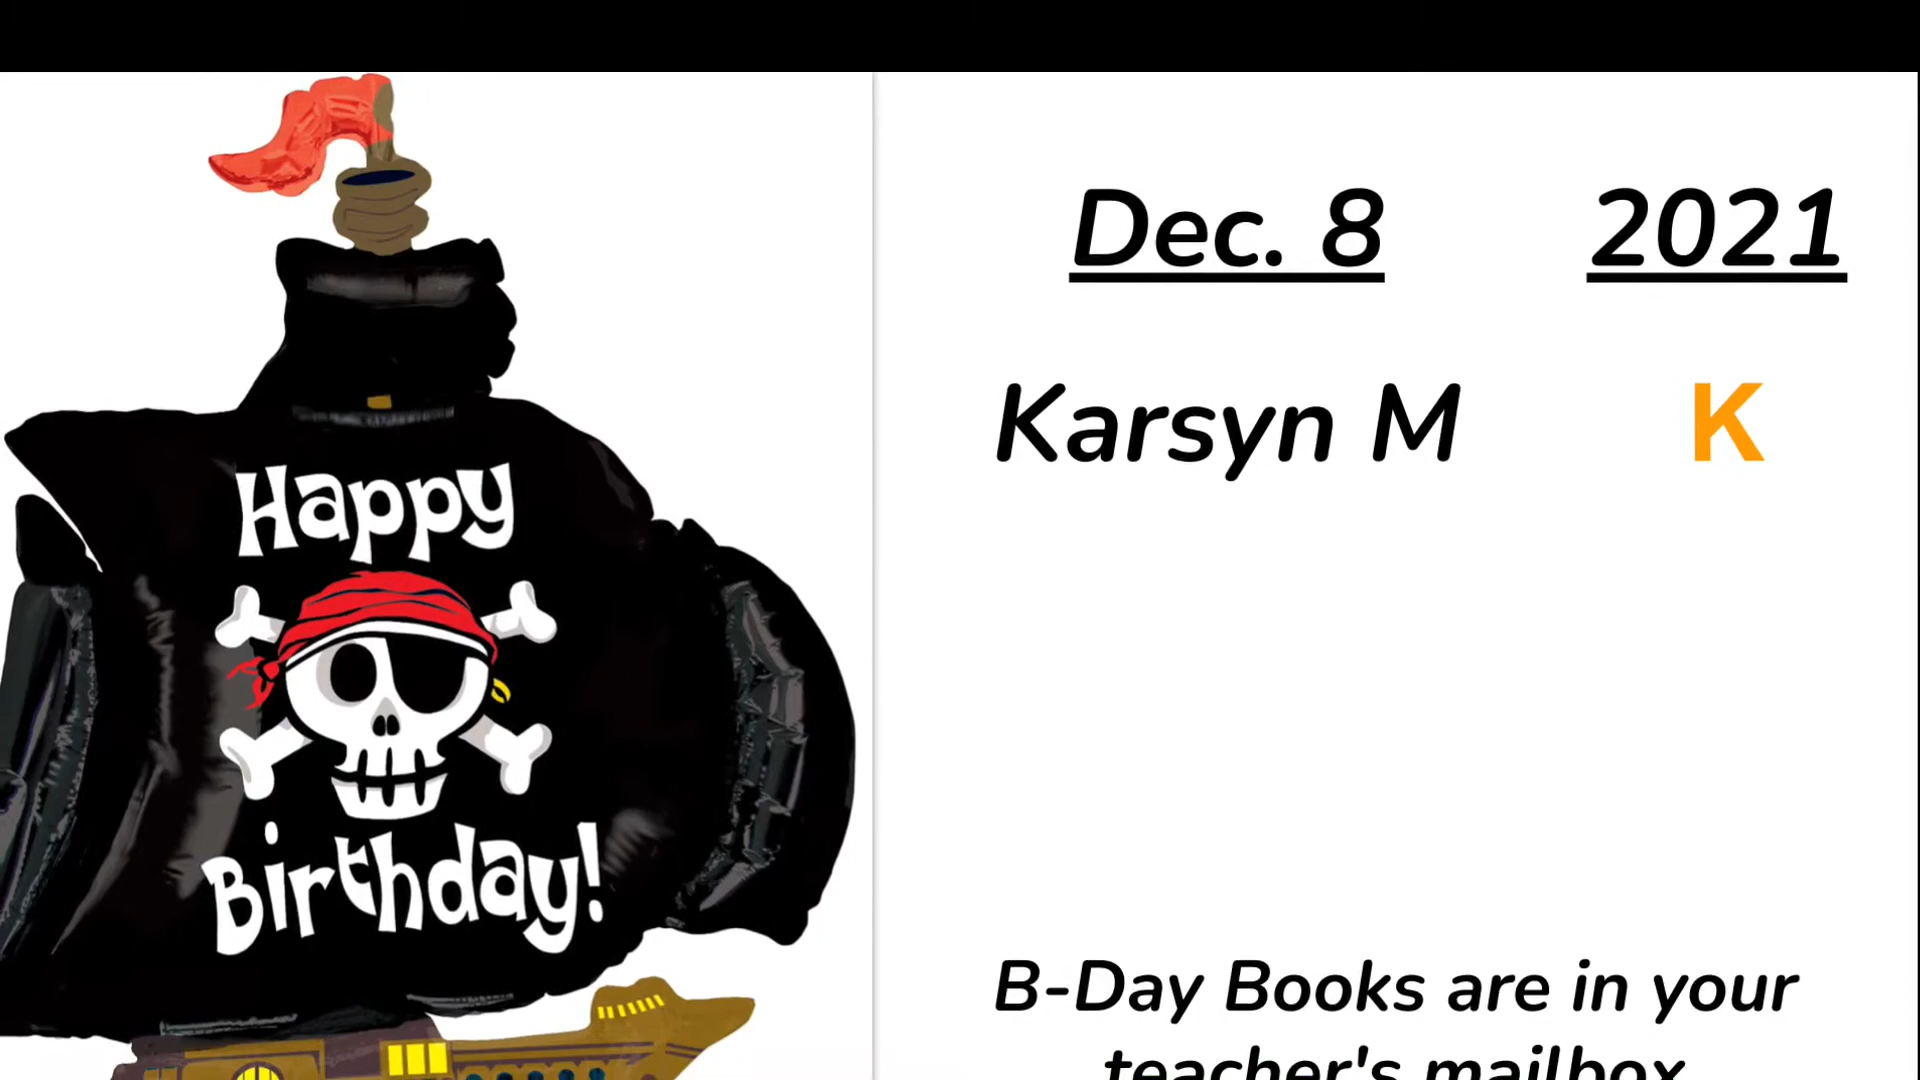 Happy
Birthday!
Dec. 8 2021
Karsyn M K
B-Day Books are in your
teacher's mailbox